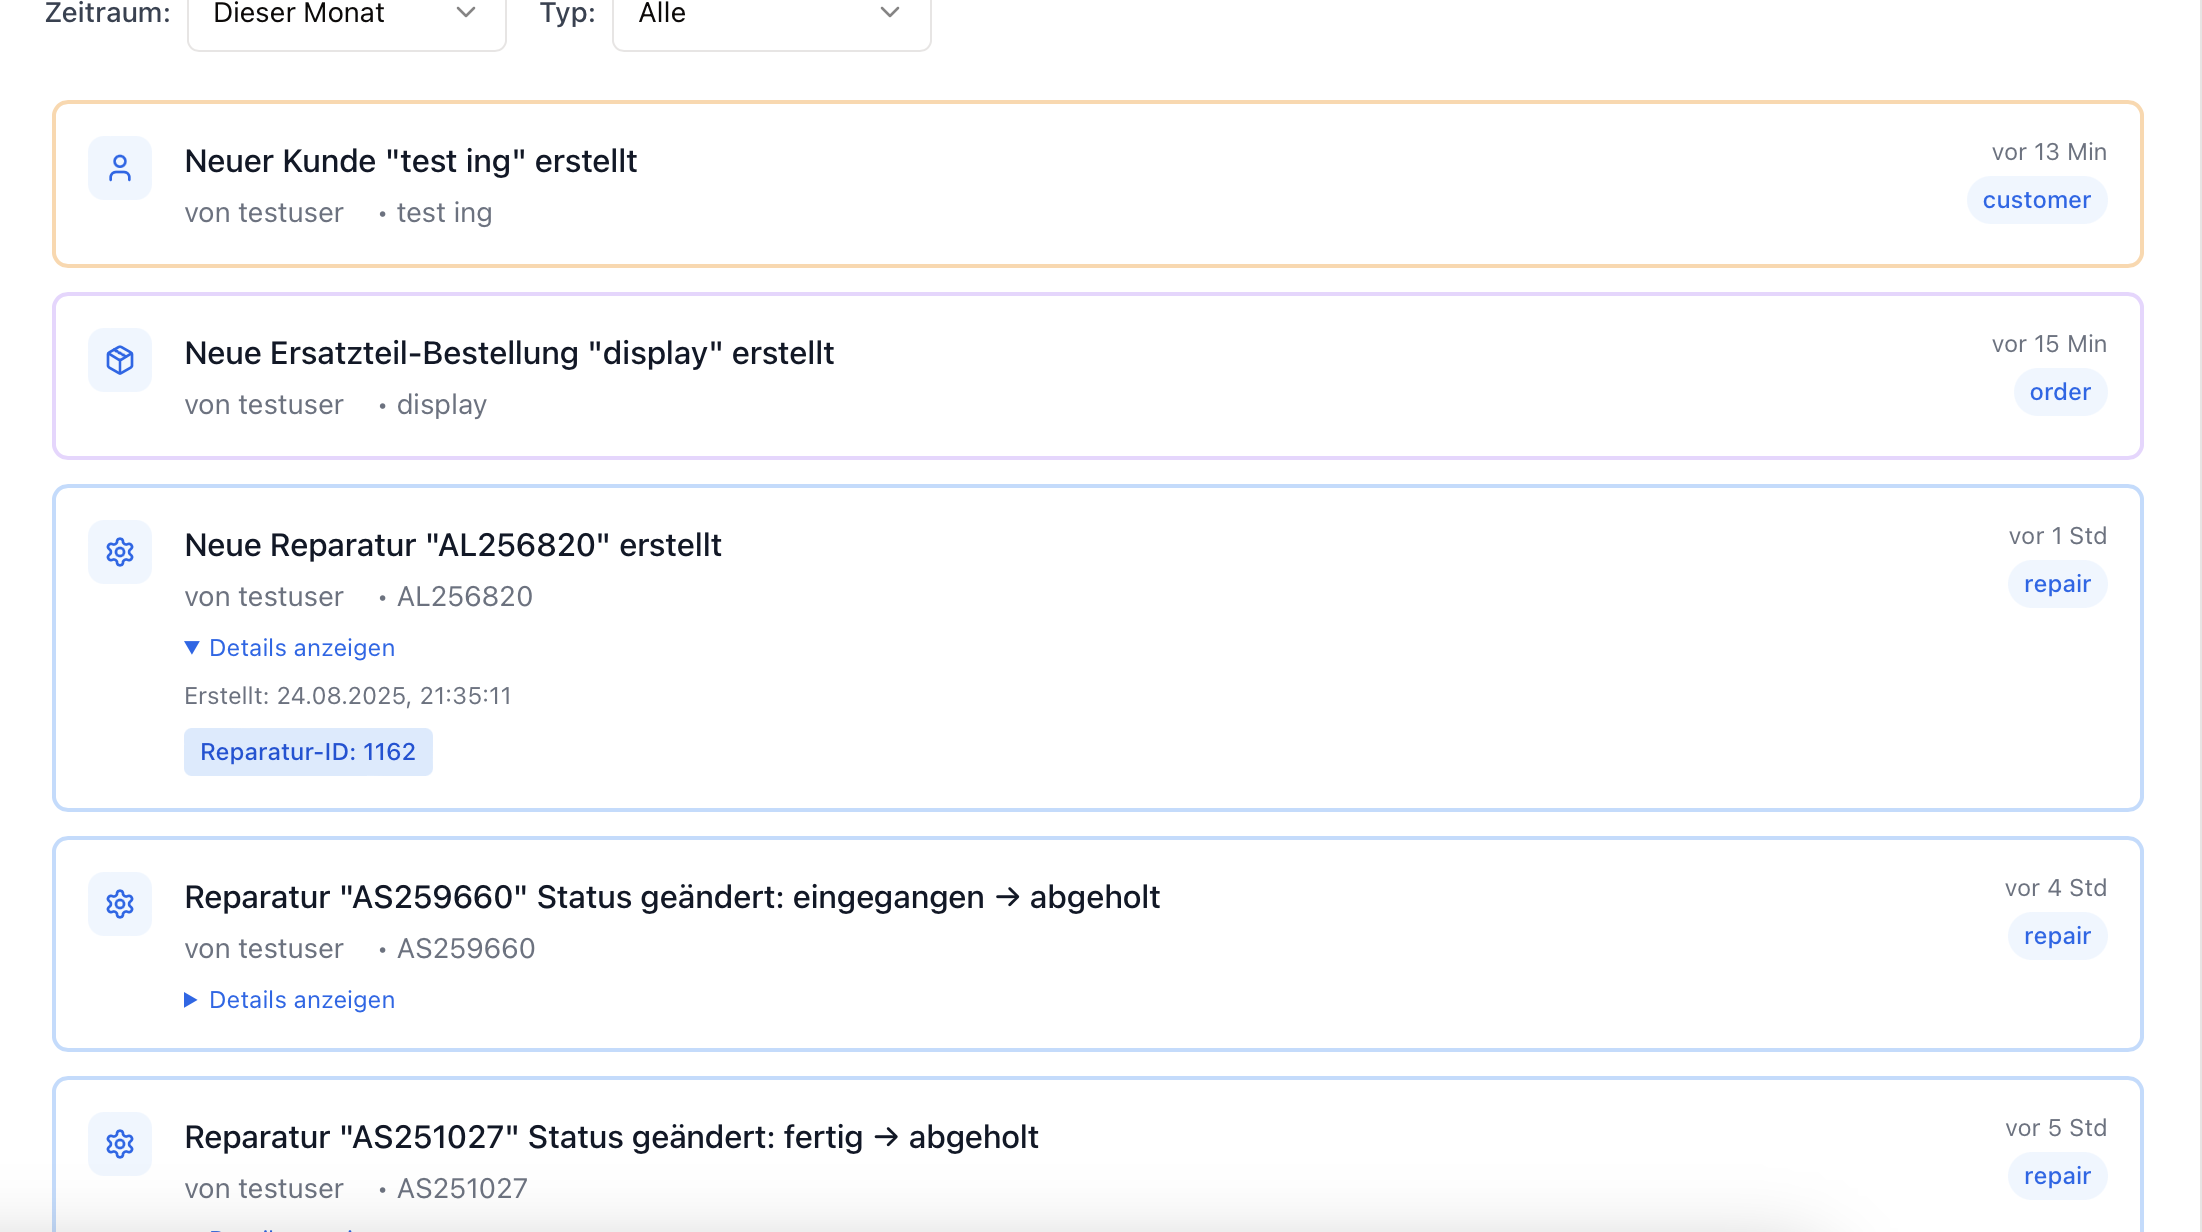 Zeitraum: Dieser Monat Typ: Alle
Neuer Kunde "test ing" erstellt
von testuser • test ing
vor 13 Min
customer
Neue Ersatzteil-Bestellung "display" erstellt
von testuser • display
vor 15 Min
order
Neue Reparatur "AL256820" erstellt
von testuser • AL256820
▼ Details anzeigen
Erstellt: 24.08.2025, 21:35:11
Reparatur-ID: 1162
vor 1 Std
repair
Reparatur "AS259660" Status geändert: eingegangen → abgeholt
von testuser • AS259660
▶ Details anzeigen
vor 4 Std
repair
Reparatur "AS251027" Status geändert: fertig → abgeholt
von testuser • AS251027
vor 5 Std
repair